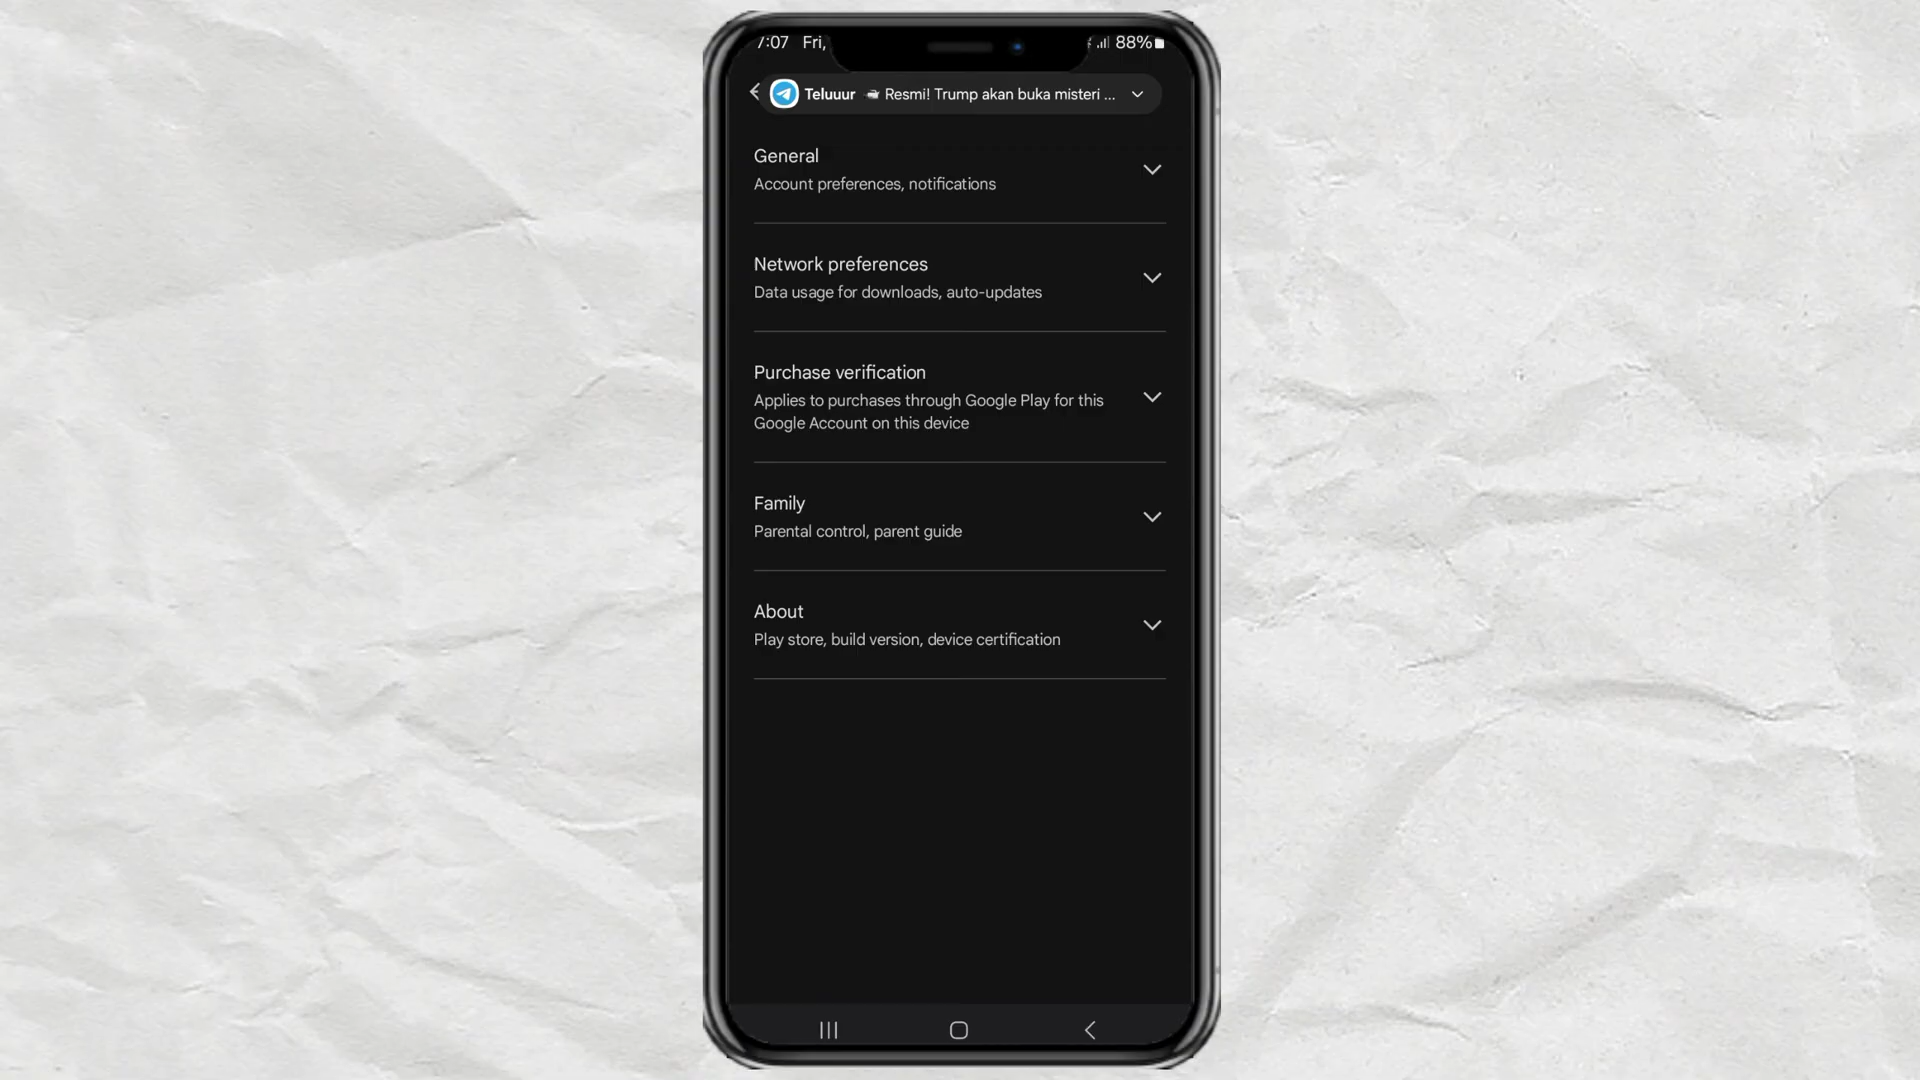 7:07 Fri, 88%
Teluuur Resmi! Trump akan buka misteri ...
General
Account preferences, notifications
Network preferences
Data usage for downloads, auto-updates
Purchase verification
Applies to purchases through Google Play for this
Google Account on this device
Family
Parental control, parent guide
About
Play store, build version, device certification